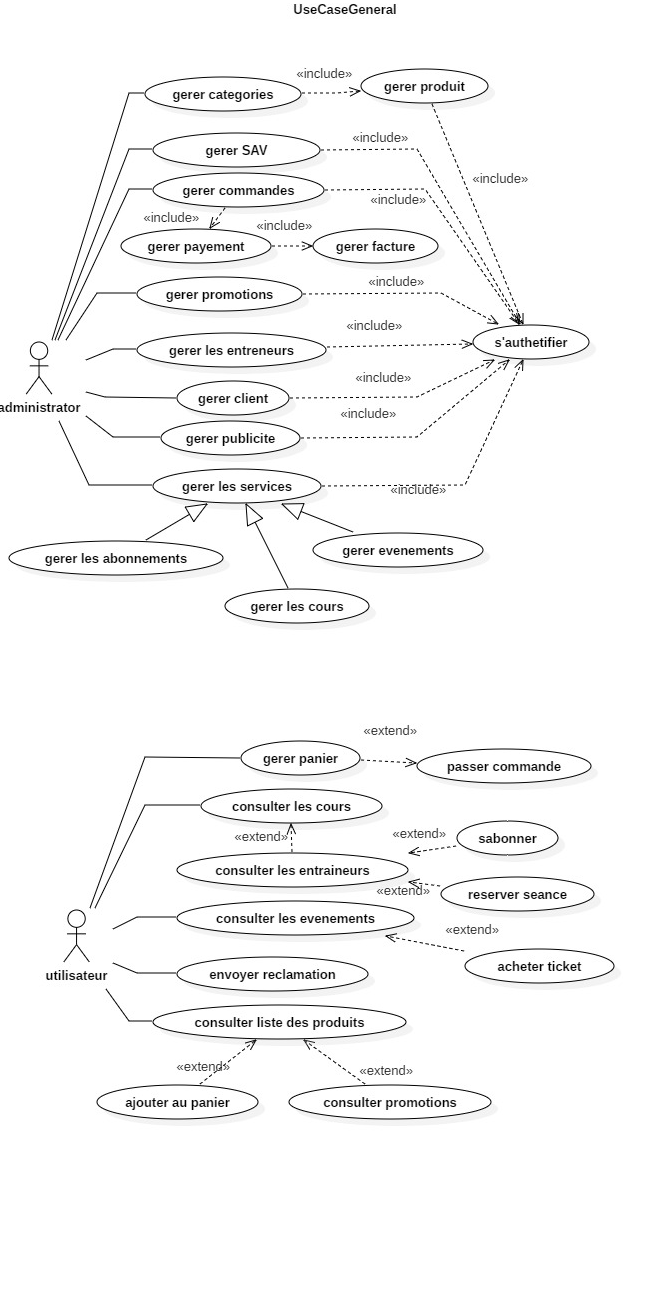 UseCaseGeneral
«include»
gerer categories
gerer produit
«include»
gerer SAV
«include»
gerer commandes
«include»
«include»
«include»
gerer payement
gerer facture
«include»
gerer promotions
«include»
s'authetifier
gerer les entreneurs
«include»
gerer client
administrator
«include»
gerer publicite
gerer les services
«include»
gerer les abonnements
gerer evenements
gerer les cours
«extend»
gerer panier
passer commande
consulter les cours
«extend»
«extend»
sabonner
consulter les entraineurs
«extend»
reserver seance
consulter les evenements
«extend»
acheter ticket
utilisateur
envoyer reclamation
consulter liste des produits
«extend»
«extend»
ajouter au panier
consulter promotions